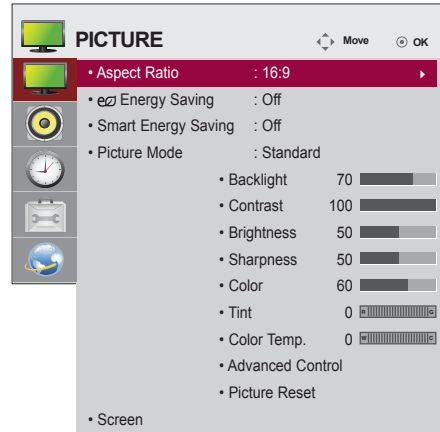 PICTURE Move OK
• Aspect Ratio : 16:9
• Energy Saving : Off
• Smart Energy Saving : Off
• Picture Mode : Standard
• Backlight 70
• Contrast 100
• Brightness 50
• Sharpness 50
• Color 60
• Tint 0 R G
• Color Temp. 0 W C
• Advanced Control
• Picture Reset
• Screen